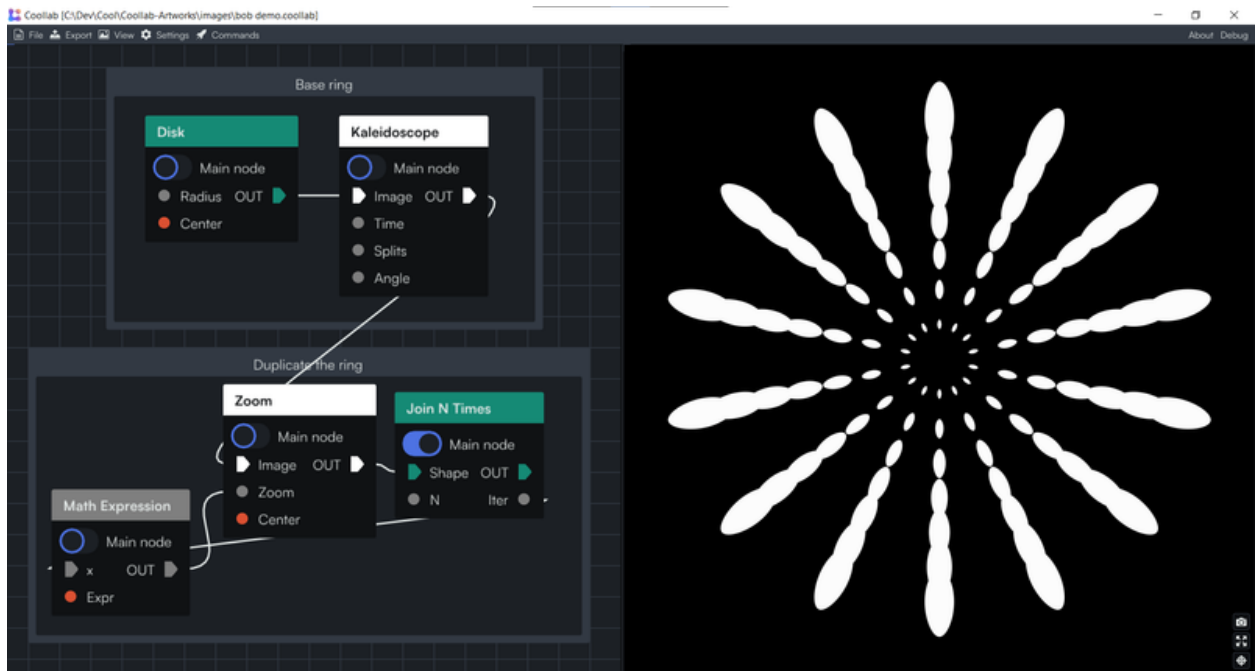 Coollab [C:\Dev\Cool\Coollab-Artworks\images\bob demo.coollab]
File Export View Settings Commands About Debug
Base ring
Disk
Main node
Radius OUT
Center
Kaleidoscope
Main node
Image OUT
Time
Splits
Angle
Duplicate the ring
Zoom
Main node
Image OUT
Zoom
Center
Join N Times
Main node
Shape OUT
N Iter
Math Expression
Main node
x OUT
Expr